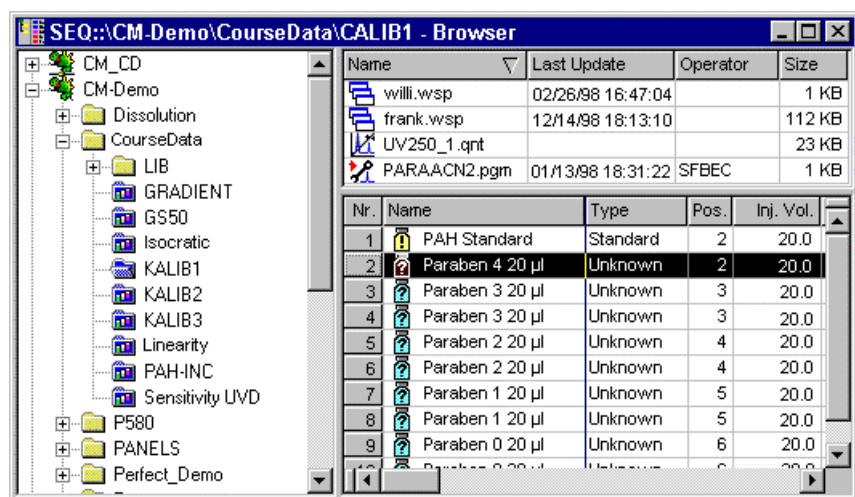 SEQ::\CM-Demo\CourseData\CALIB1 - Browser
CM_CD
CM-Demo
Dissolution
CourseData
LIB
GRADIENT
GS50
Isocratic
KALIB1
KALIB2
KALIB3
Linearity
PAH-INC
Sensitivity UVD
P580
PANELS
Perfect_Demo
Name Last Update Operator Size
willi.wsp 02/26/98 16:47:04 1 KB
frank.wsp 12/14/98 18:13:10 112 KB
UV250_1.qnt 23 KB
PARAACN2.pgm 01/13/98 18:31:22 SFBEC 1 KB
Nr. Name Type Pos. Inj. Vol.
1 PAH Standard Standard 2 20.0
2 Paraben 4 20 µl Unknown 2 20.0
3 Paraben 3 20 µl Unknown 3 20.0
4 Paraben 3 20 µl Unknown 3 20.0
5 Paraben 2 20 µl Unknown 4 20.0
6 Paraben 2 20 µl Unknown 4 20.0
7 Paraben 1 20 µl Unknown 5 20.0
8 Paraben 1 20 µl Unknown 5 20.0
9 Paraben 0 20 µl Unknown 6 20.0